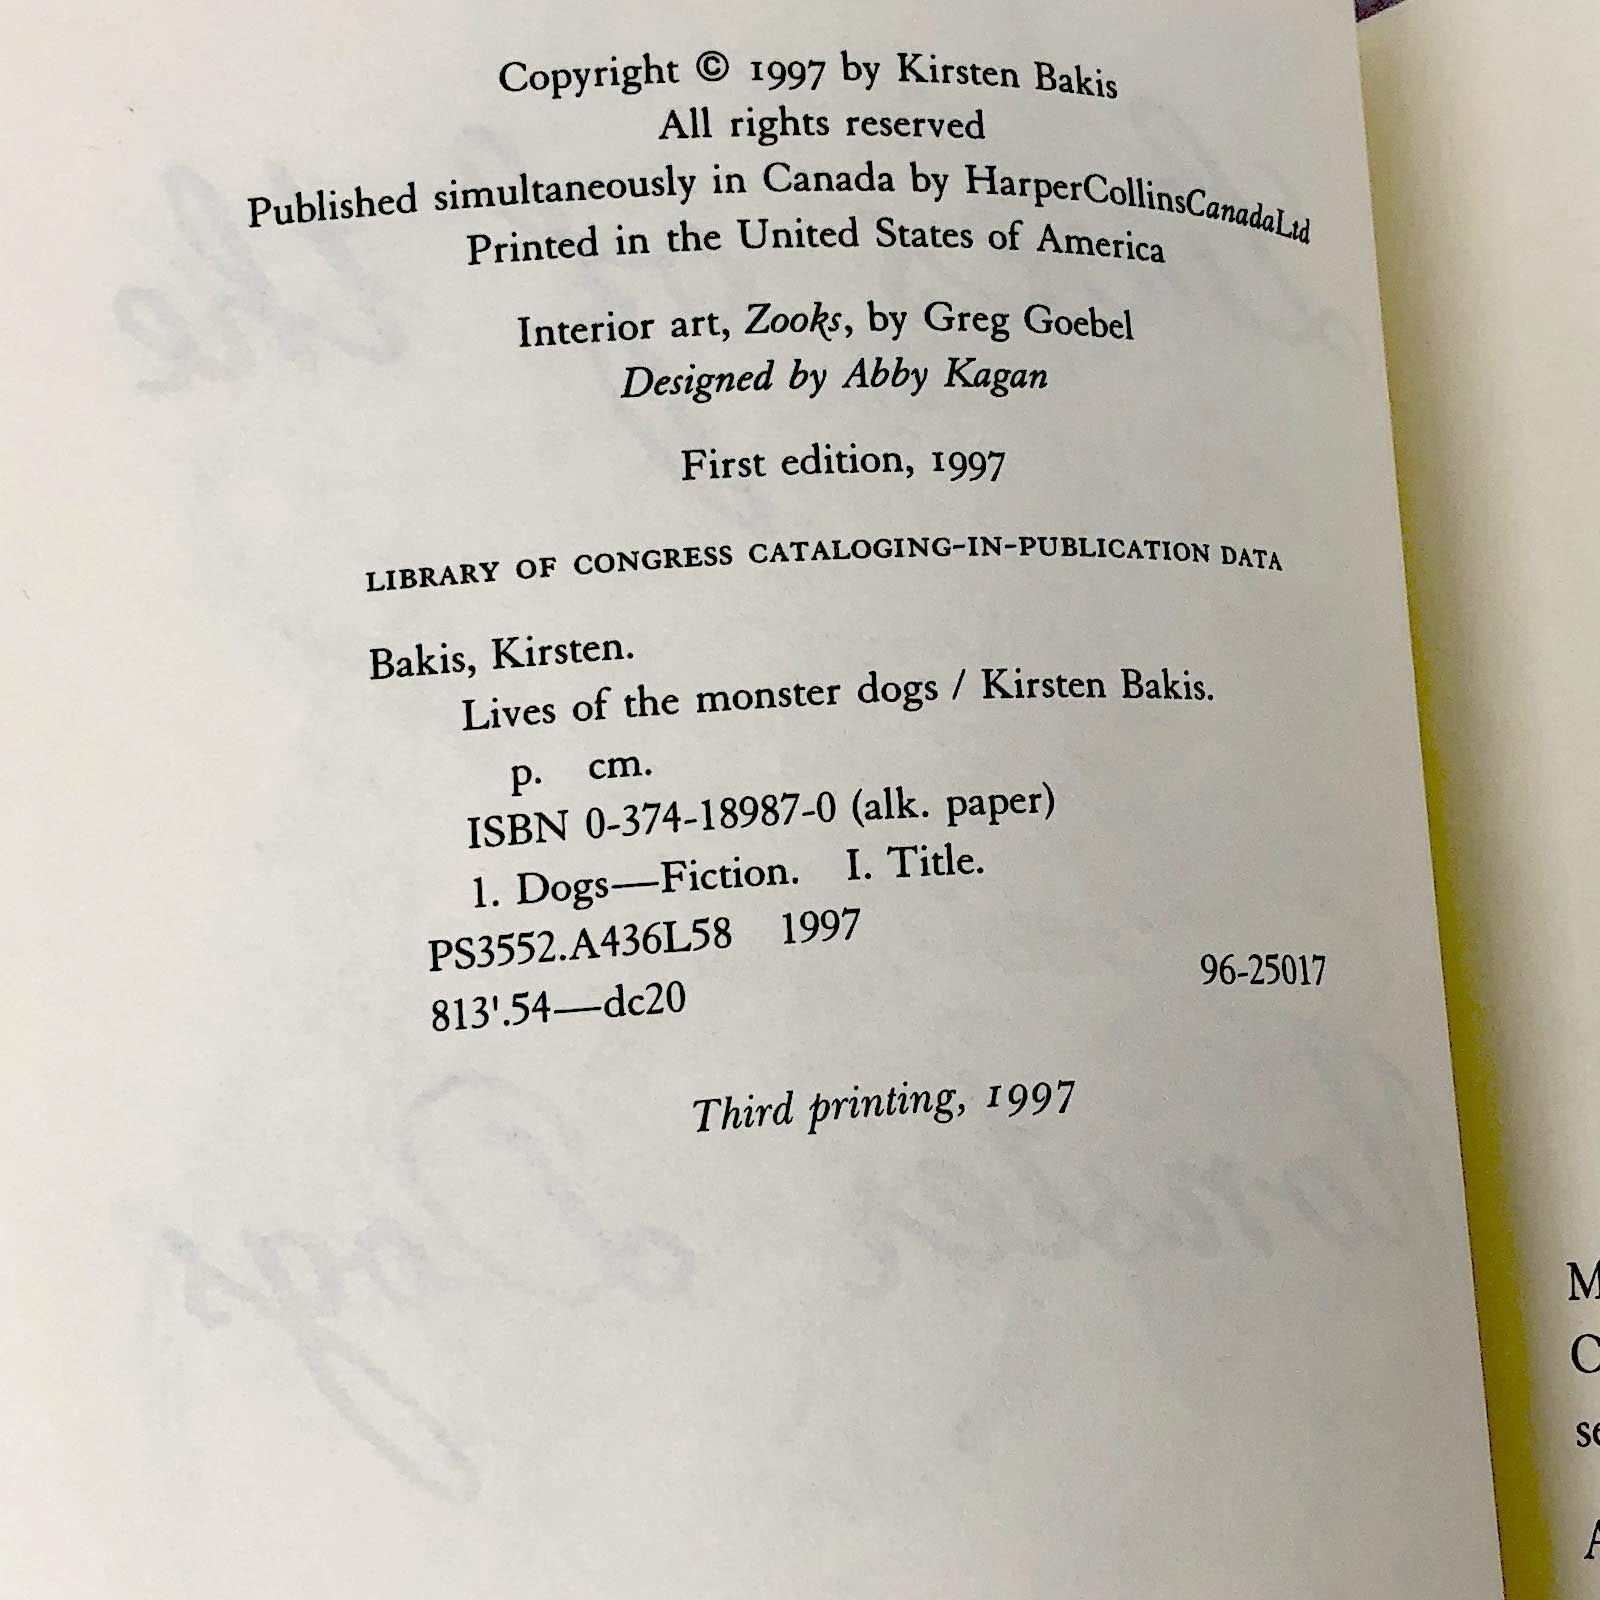 Copyright © 1997 by Kirsten Bakis
All rights reserved
Published simultaneously in Canada by HarperCollinsCanadaLtd
Printed in the United States of America
Interior art, Zooks, by Greg Goebel
Designed by Abby Kagan
First edition, 1997
LIBRARY OF CONGRESS CATALOGING-IN-PUBLICATION DATA
Bakis, Kirsten.
Lives of the monster dogs / Kirsten Bakis.
p. cm.
ISBN 0-374-18987-0 (alk. paper)
1. Dogs—Fiction. I. Title.
PS3552.A436L58 1997
813'.54—dc20 96-25017
Third printing, 1997